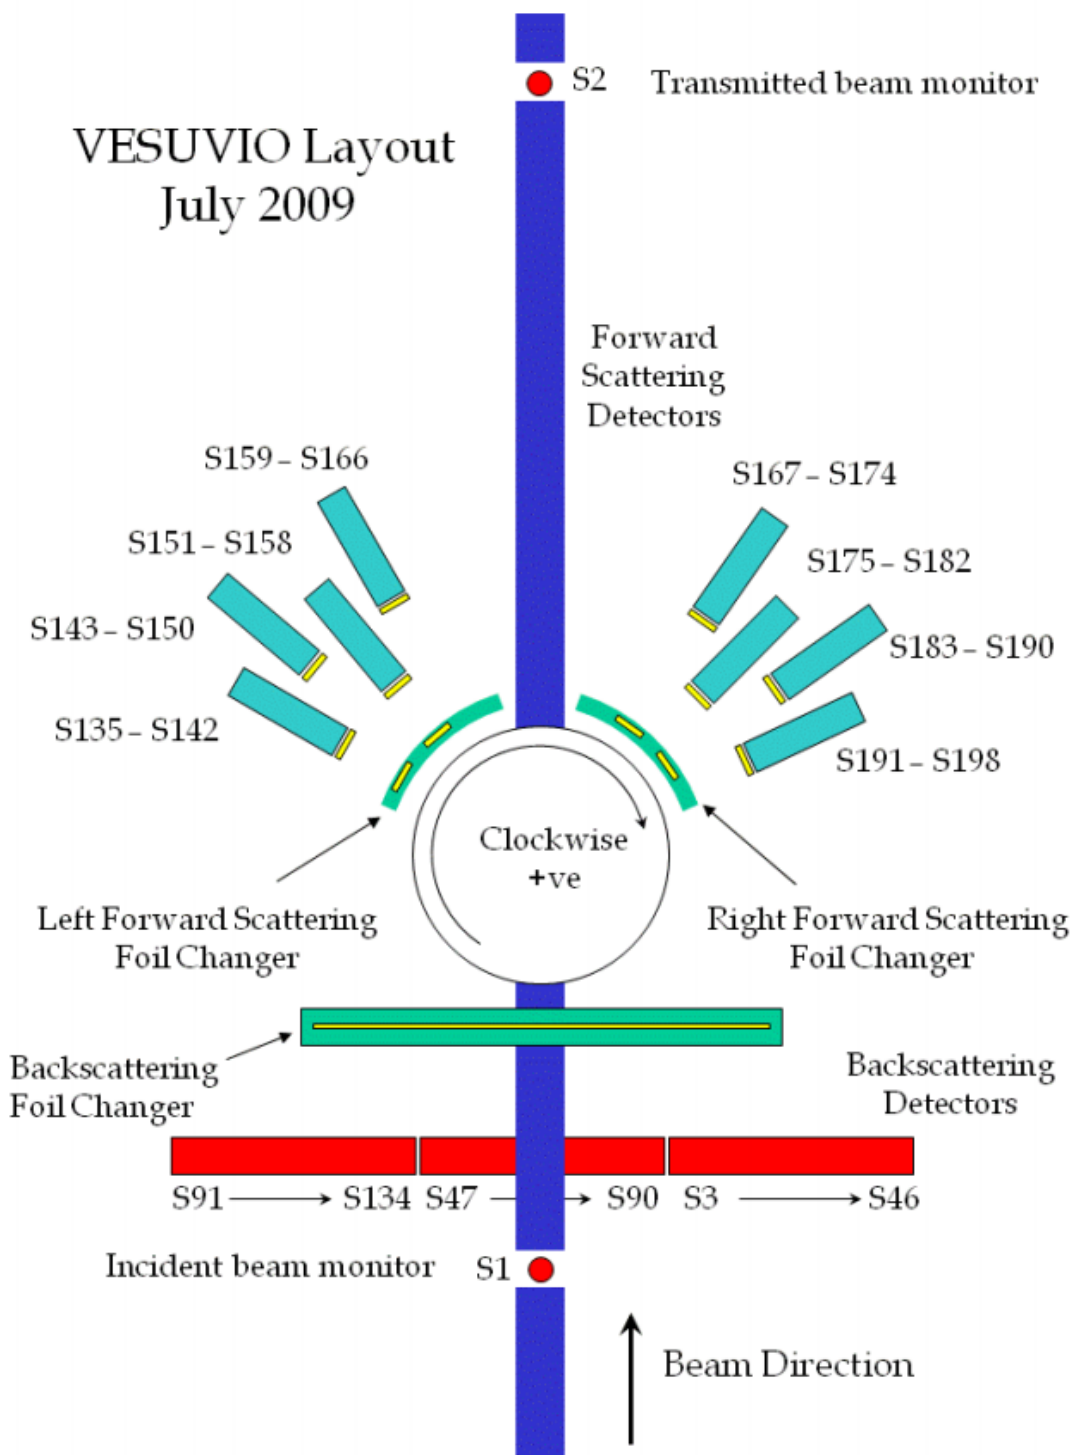 S2 Transmitted beam monitor
VESUVIO Layout
July 2009
Forward
Scattering
Detectors
S159 – S166
S167 – S174
S151 – S158
S175 – S182
S143 – S150
S183 – S190
S135 – S142
S191 – S198
Clockwise
+ve
Left Forward Scattering
Foil Changer
Right Forward Scattering
Foil Changer
Backscattering
Foil Changer
Backscattering
Detectors
S91 S134 S47 S90 S3 S46
Incident beam monitor S1
Beam Direction